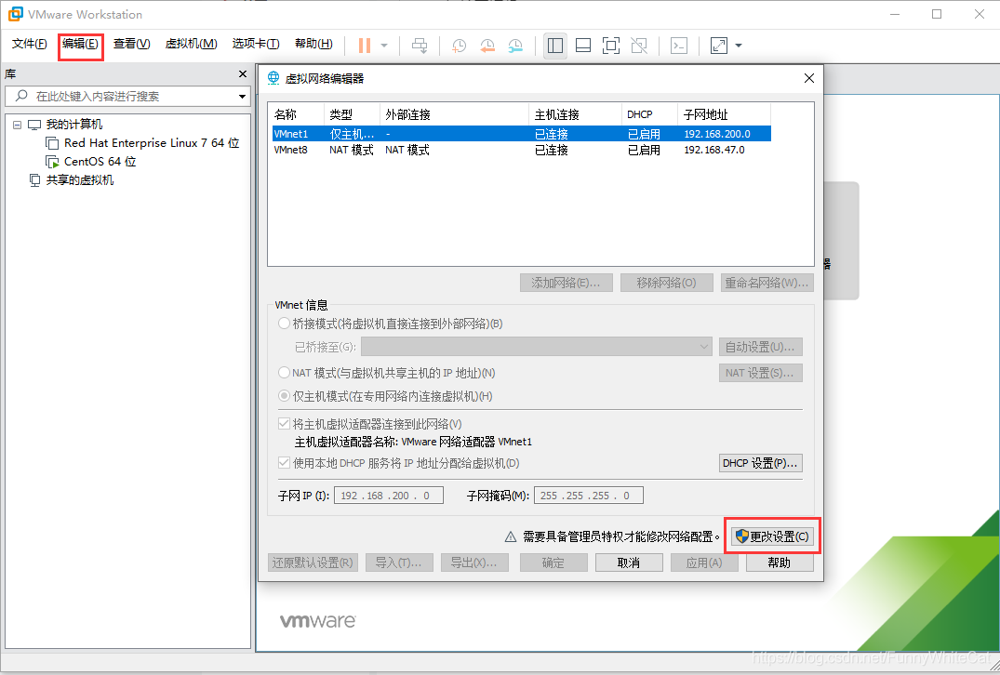 VMware Workstation
文件(F) 编辑(E) 查看(V) 虚拟机(M) 选项卡(T) 帮助(H)
库
在此处键入内容进行搜索
我的计算机
Red Hat Enterprise Linux 7 64 位
CentOS 64 位
共享的虚拟机
虚拟网络编辑器
名称 类型 外部连接 主机连接 DHCP 子网地址
VMnet1 仅主机... - 已连接 已启用 192.168.200.0
VMnet8 NAT 模式 NAT 模式 已连接 已启用 192.168.47.0
器
添加网络(E)... 移除网络(O) 重命名网络(W)...
VMnet 信息
桥接模式(将虚拟机直接连接到外部网络)(B)
已桥接至(G): 自动设置(U)...
NAT 模式(与虚拟机共享主机的 IP 地址)(N) NAT 设置(S)...
仅主机模式(在专用网络内连接虚拟机)(H)
将主机虚拟适配器连接到此网络(V)
主机虚拟适配器名称: VMware 网络适配器 VMnet1
使用本地 DHCP 服务将 IP 地址分配给虚拟机(D) DHCP 设置(P)...
子网 IP (I): 192 . 168 . 200 . 0 子网掩码(M): 255 . 255 . 255 . 0
需要具备管理员特权才能修改网络配置。 更改设置(C)
还原默认设置(R) 导入(T)... 导出(X)... 确定 取消 应用(A) 帮助
vmware
https://blog.csdn.net/FunnyWhiteCat